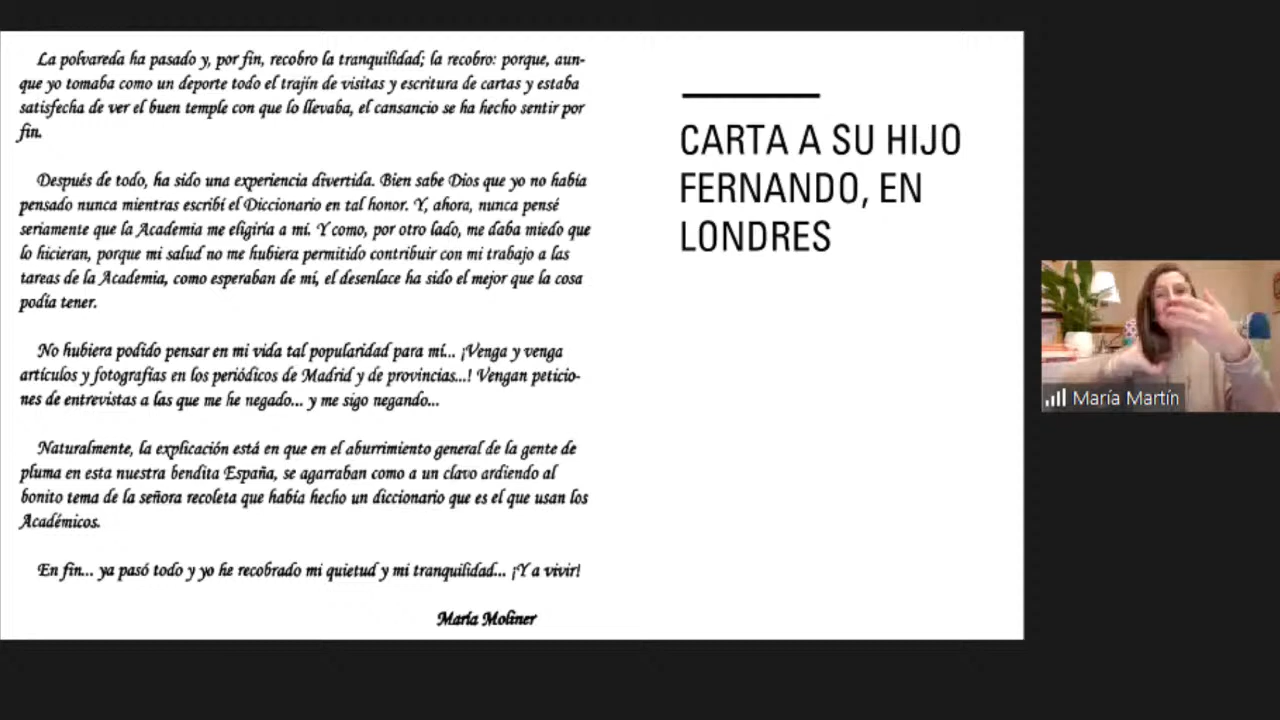 La polvareda ha pasado y, por fin, recobro la tranquilidad; la recobro: porque, aun-
que yo tomaba como un deporte todo el trajín de visitas y escritura de cartas y estaba
satisfecha de ver el buen temple con que lo llevaba, el cansancio se ha hecho sentir por
fin.
Después de todo, ha sido una experiencia divertida. Bien sabe Dios que yo no había
pensado nunca mientras escribí el Diccionario en tal honor. Y, ahora, nunca pensé
seriamente que la Academia me eligiría a mí. Y como, por otro lado, me daba miedo que
lo hicieran, porque mi salud no me hubiera permitido contribuir con mi trabajo a las
tareas de la Academia, como esperaban de mí, el desenlace ha sido el mejor que la cosa
podía tener.
No hubiera podido pensar en mi vida tal popularidad para mí... ¡Venga y venga
artículos y fotografías en los periódicos de Madrid y de provincias...! Vengan peticio-
nes de entrevistas a las que me he negado... y me sigo negando...
Naturalmente, la explicación está en que en el aburrimiento general de la gente de
pluma en esta nuestra bendita España, se agarraban como a un clavo ardiendo al
bonito tema de la señora recoleta que había hecho un diccionario que es el que usan los
Académicos.
En fin... ya pasó todo y yo he recobrado mi quietud y mi tranquilidad... ¡Y a vivir!
María Moliner
CARTA A SU HIJO
FERNANDO, EN
LONDRES
María Martín